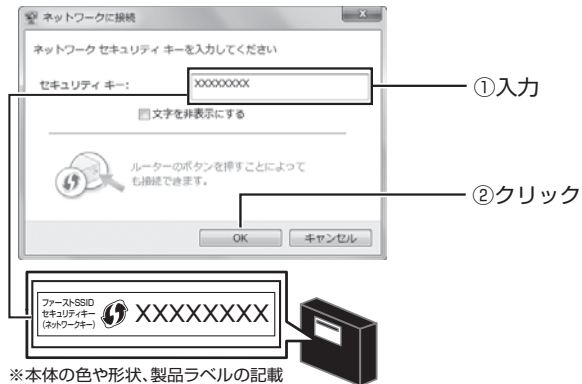 ネットワークに接続
ネットワーク セキュリティ キーを入力してください
セキュリティ キー:
XXXXXXXX
①入力
文字を非表示にする
ルーターのボタンを押すことによって
も接続できます。
②クリック
OK
キャンセル
ファーストSSID
セキュリティキー
(ネットワークキー)
XXXXXXXX
※本体の色や形状、製品ラベルの記載